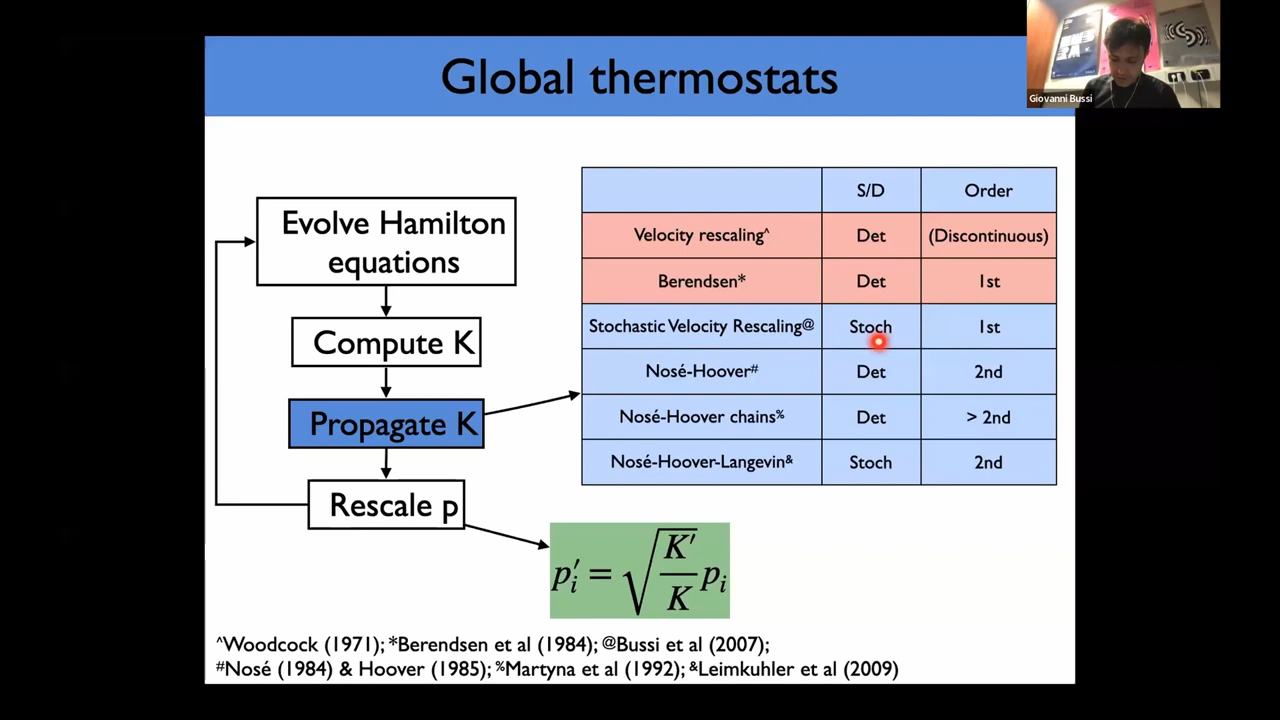 Global thermostats
Giovanni Bussi
Evolve Hamilton
equations
Compute K
Propagate K
Rescale p
S/D Order
Velocity rescaling^ Det (Discontinuous)
Berendsen* Det 1st
Stochastic Velocity Rescaling@ Stoch 1st
Nosé-Hoover# Det 2nd
Nosé-Hoover chains% Det > 2nd
Nosé-Hoover-Langevin& Stoch 2nd
p′ᵢ = √(K′/K) pᵢ
^Woodcock (1971); *Berendsen et al (1984); @Bussi et al (2007);
#Nosé (1984) & Hoover (1985); %Martyna et al (1992); &Leimkuhler et al (2009)